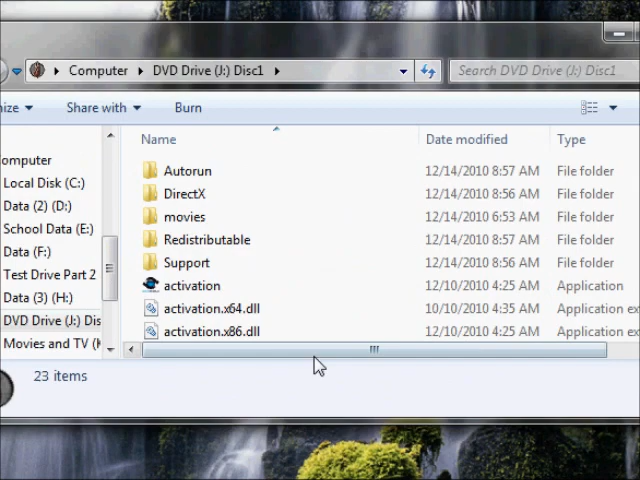 Computer DVD Drive (J:) Disc1 Search DVD Drive (J:) Disc1
nize Share with Burn
Name Date modified Type
omputer
Local Disk (C:)
Data (2) (D:)
School Data (E:)
Data (F:)
Test Drive Part 2
Data (3) (H:)
DVD Drive (J:) Dis
Movies and TV (K
Autorun 12/14/2010 8:57 AM File folder
DirectX 12/14/2010 8:56 AM File folder
movies 12/14/2010 6:53 AM File folder
Redistributable 12/14/2010 8:57 AM File folder
Support 12/14/2010 8:56 AM File folder
activation 12/10/2010 4:25 AM Application
activation.x64.dll 10/10/2010 4:35 AM Application ex
activation.x86.dll 12/10/2010 4:25 AM Application ex
23 items